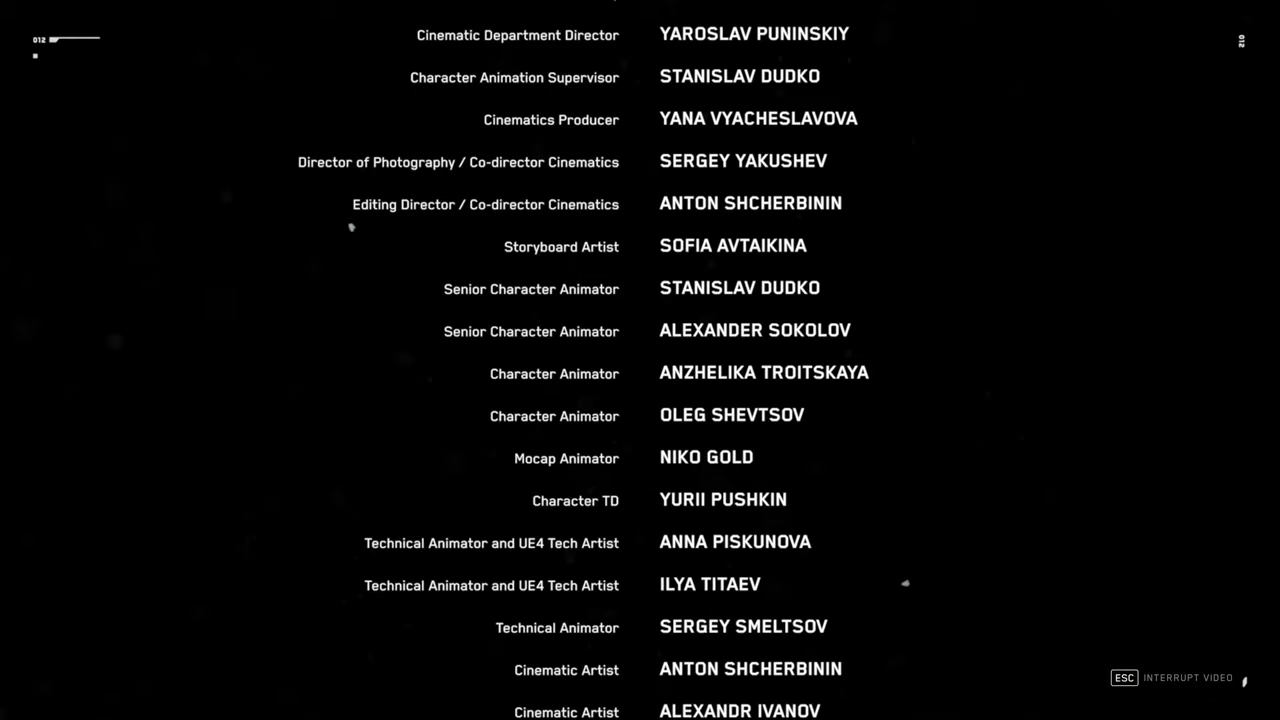 012
012
Cinematic Department Director YAROSLAV PUNINSKIY
Character Animation Supervisor STANISLAV DUDKO
Cinematics Producer YANA VYACHESLAVOVA
Director of Photography / Co-director Cinematics SERGEY YAKUSHEV
Editing Director / Co-director Cinematics ANTON SHCHERBININ
Storyboard Artist SOFIA AVTAIKINA
Senior Character Animator STANISLAV DUDKO
Senior Character Animator ALEXANDER SOKOLOV
Character Animator ANZHELIKA TROITSKAYA
Character Animator OLEG SHEVTSOV
Mocap Animator NIKO GOLD
Character TD YURII PUSHKIN
Technical Animator and UE4 Tech Artist ANNA PISKUNOVA
Technical Animator and UE4 Tech Artist ILYA TITAEV
Technical Animator SERGEY SMELTSOV
Cinematic Artist ANTON SHCHERBININ
ESC INTERRUPT VIDEO
Cinematic Artist ALEXANDR IVANOV